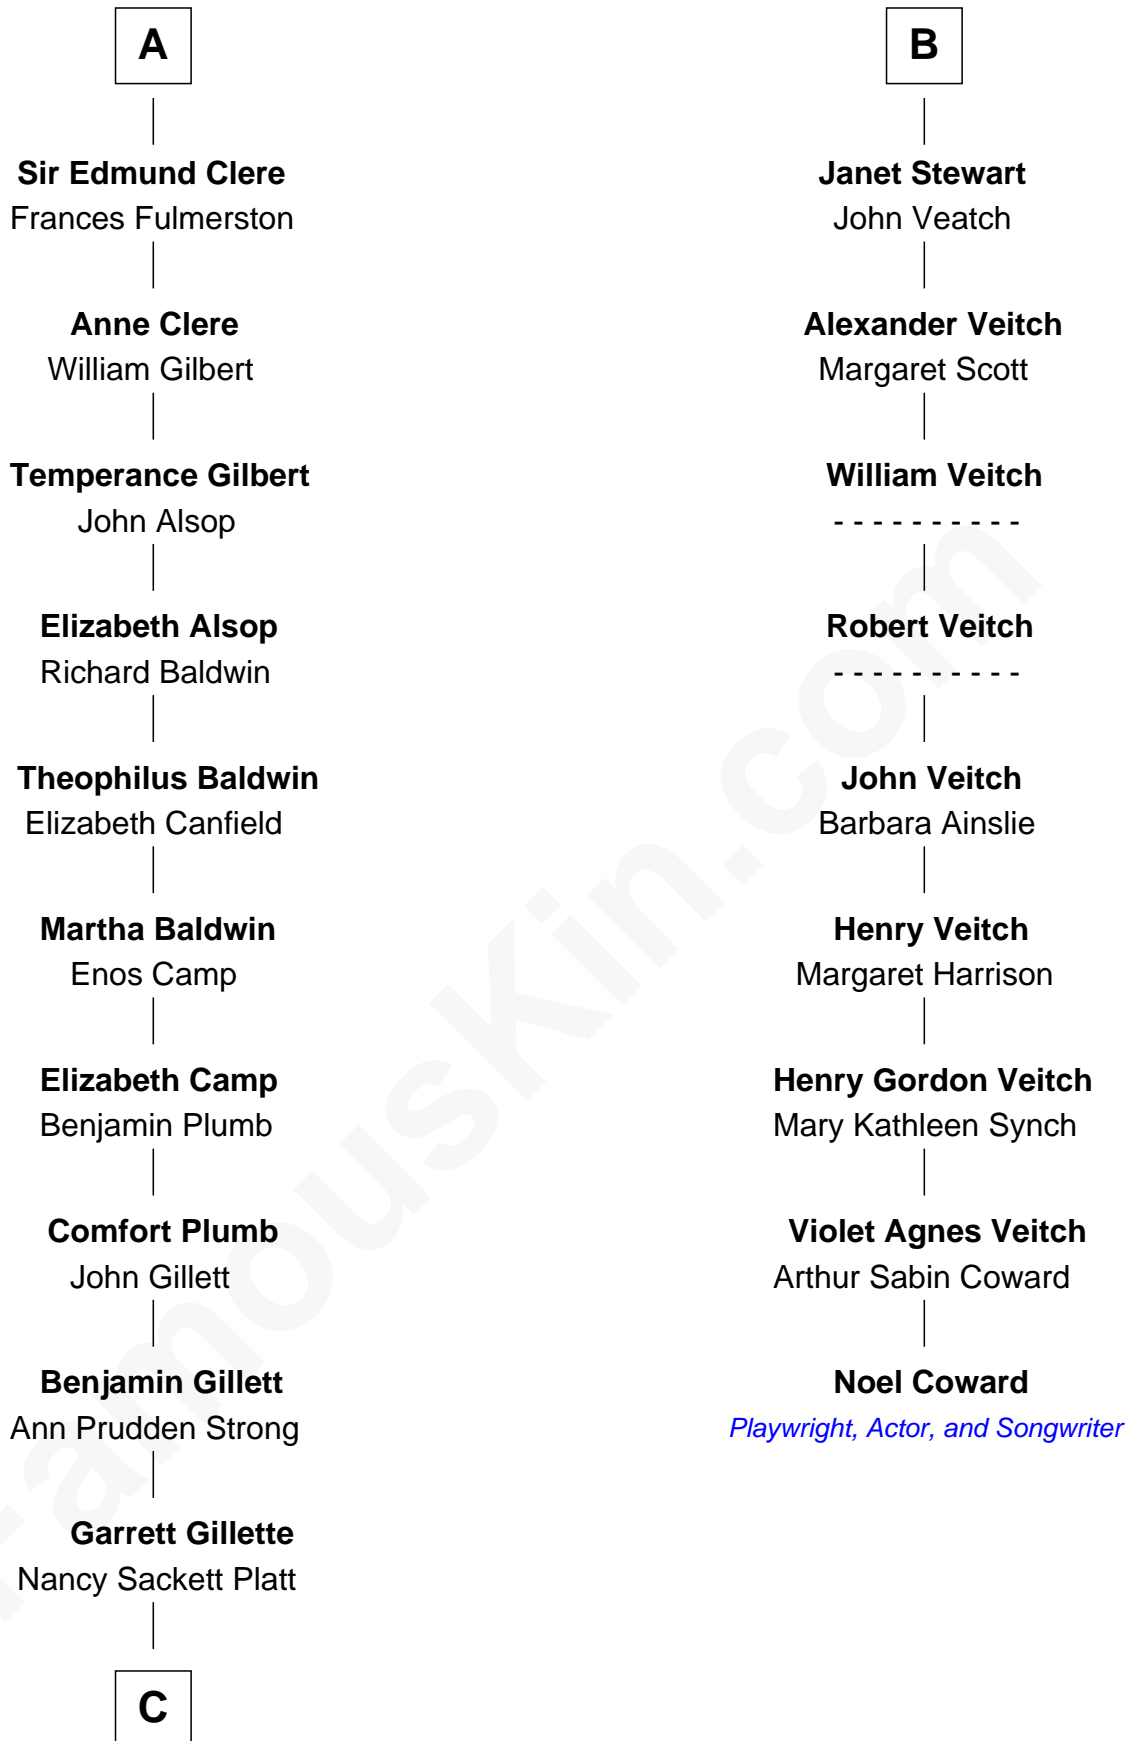 A
Sir Edmund Clere
Frances Fulmerston
Anne Clere
William Gilbert
Temperance Gilbert
John Alsop
Elizabeth Alsop
Richard Baldwin
Theophilus Baldwin
Elizabeth Canfield
Martha Baldwin
Enos Camp
Elizabeth Camp
Benjamin Plumb
Comfort Plumb
John Gillett
Benjamin Gillett
Ann Prudden Strong
Garrett Gillette
Nancy Sackett Platt
C
B
Janet Stewart
John Veatch
Alexander Veitch
Margaret Scott
William Veitch
- - - - - - - - - -
Robert Veitch
- - - - - - - - - -
John Veitch
Barbara Ainslie
Henry Veitch
Margaret Harrison
Henry Gordon Veitch
Mary Kathleen Synch
Violet Agnes Veitch
Arthur Sabin Coward
Noel Coward
Playwright, Actor, and Songwriter
FamousKin.com